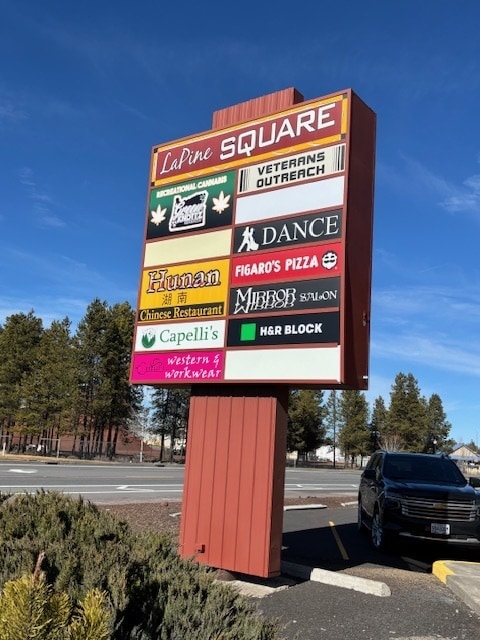 LaPine SQUARE
RECREATIONAL CANNABIS
VETERANS
OUTREACH
DANCE
FIGARO'S PIZZA
Hunan
湖南
Chinese Restaurant
MIRROR
MIRROR SALON
Capelli's
H&R BLOCK
western &
workwear